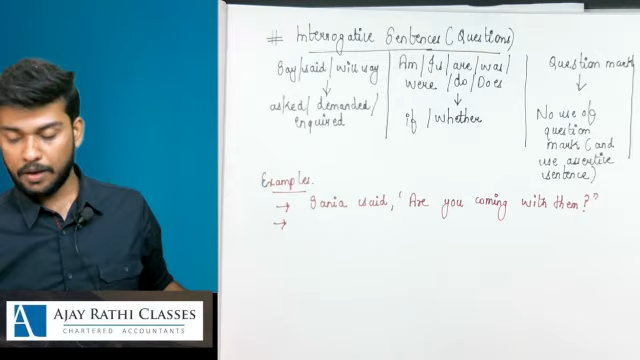 # Interrogative Sentences (Questions)
Say/said/will say
↓
asked/demanded/
enquired
Am/Is/are/was/
were/do/Does
↓
if/whether
Question mark
↓
No use of
question
mark (and
use assertive
sentence)
Examples.
→ Sania said, "Are you coming with them?"
→
AJAY RATHI CLASSES
CHARTERED ACCOUNTANTS